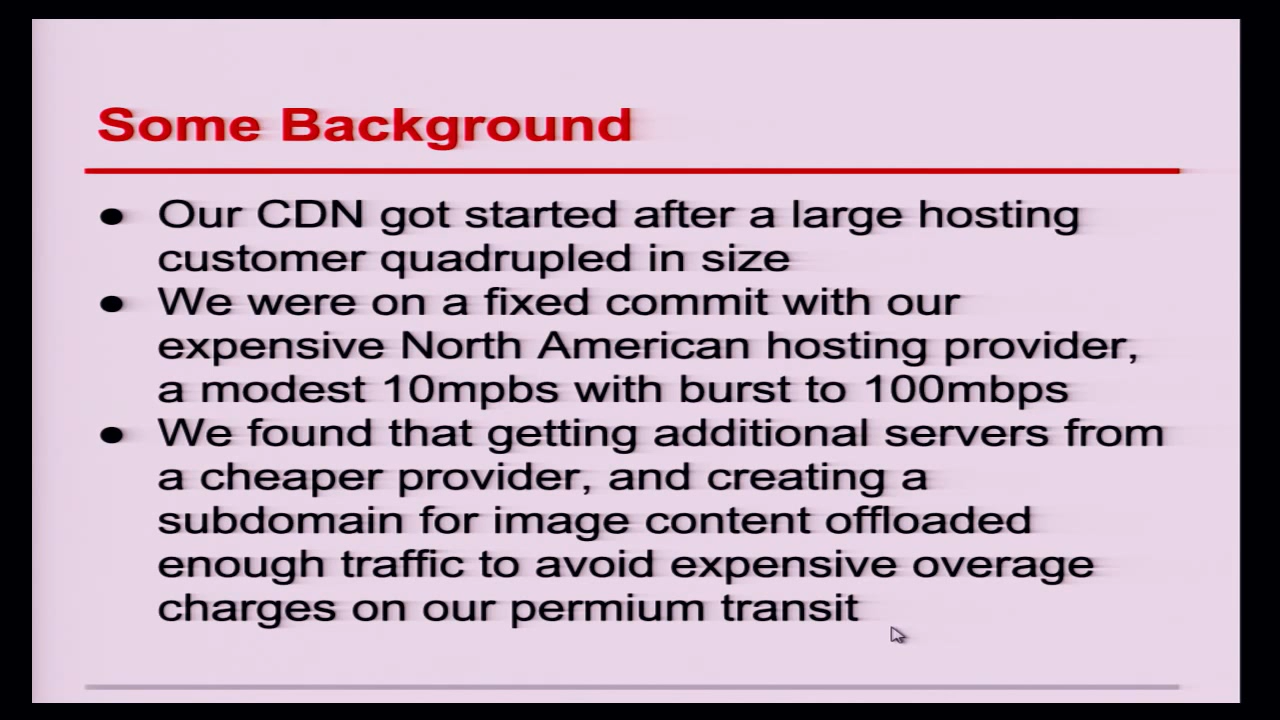 Some Background
● Our CDN got started after a large hosting
customer quadrupled in size
● We were on a fixed commit with our
expensive North American hosting provider,
a modest 10mpbs with burst to 100mbps
● We found that getting additional servers from
a cheaper provider, and creating a
subdomain for image content offloaded
enough traffic to avoid expensive overage
charges on our permium transit